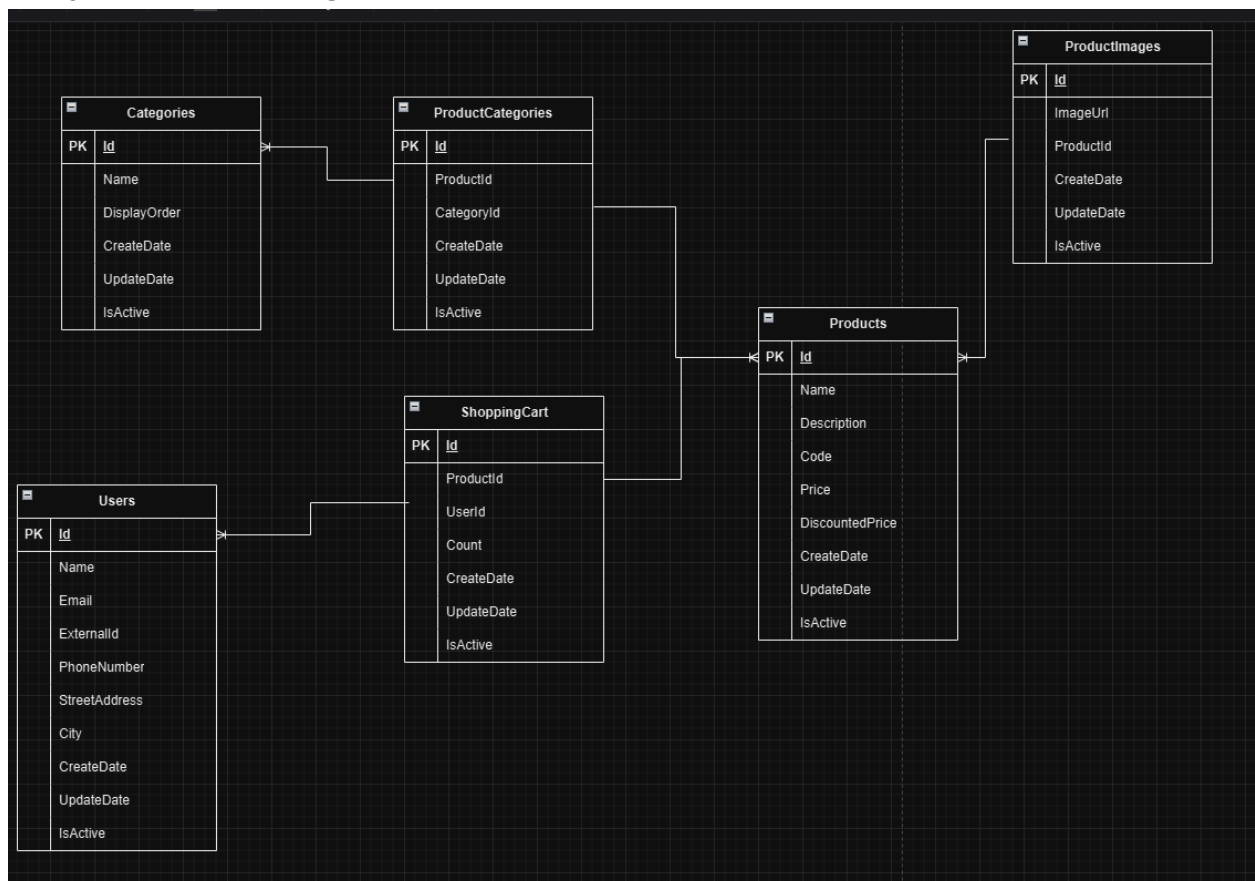 ProductImages
PK Id
ImageUrl
ProductId
CreateDate
UpdateDate
IsActive
Categories
PK Id
Name
DisplayOrder
CreateDate
UpdateDate
IsActive
ProductCategories
PK Id
ProductId
CategoryId
CreateDate
UpdateDate
IsActive
Products
PK Id
Name
Description
Code
Price
DiscountedPrice
CreateDate
UpdateDate
IsActive
ShoppingCart
PK Id
ProductId
UserId
Count
CreateDate
UpdateDate
IsActive
Users
PK Id
Name
Email
ExternalId
PhoneNumber
StreetAddress
City
CreateDate
UpdateDate
IsActive